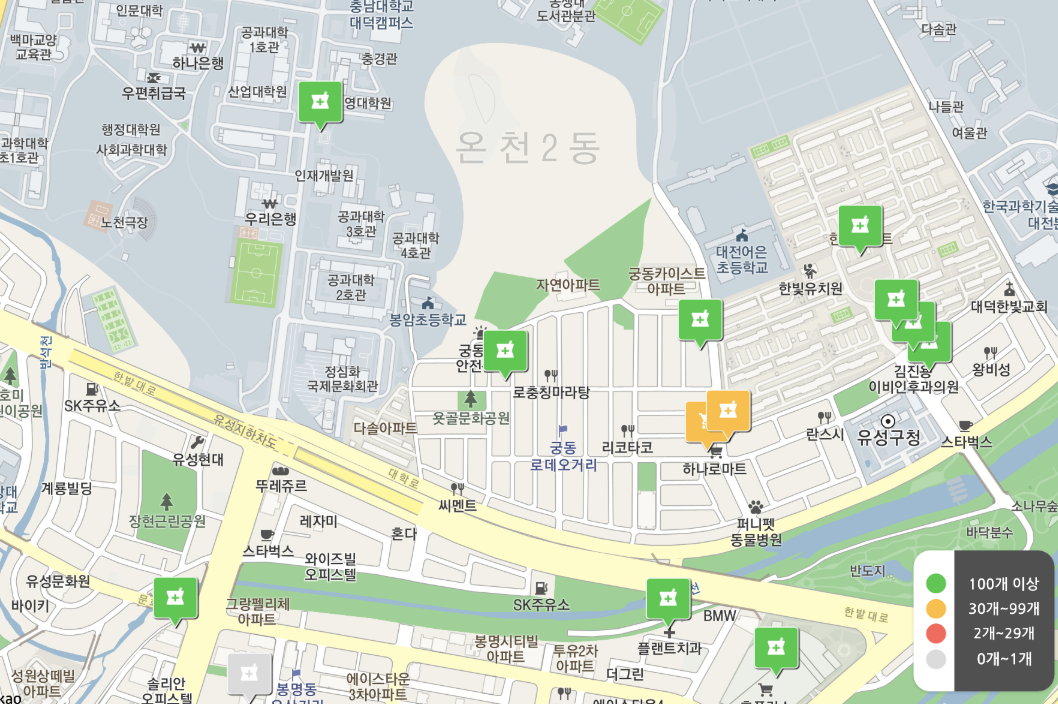 인문대학
충남대학교
대덕캠퍼스
도서관분관
다솔관
백마교양
교육관
공과대학
1호관
하나은행
충경관
우편취급국
산업대학원
영대학원
나들관
여울관
행정대학원
사회과학대학
과학대학
초1호관
온천2동
인재개발원
한국과학기술
대전본
노천극장
우리은행
공과대학
3호관
공과대학
4호관
대전어은
초등학교
한빛유치원
대덕한빛교회
공과대학
2호관
자연아파트
궁동카이스트
아파트
봉암초등학교
반석천
궁동
안전
왕비성
김진용
이비인후과의원
한밭대로
SK주유소
정심화
국제문화회관
로충칭마라탕
욧골문화공원
다솔아파트
유성지하차도
유성현대
궁동
로데오거리
리코타코
란스시
유성구청
스타벅스
하나로마트
대학로
계룡빌딩
뚜레쥬르
씨멘트
장현근린공원
레자미
혼다
퍼니펫
동물병원
소나무숲
바닥분수
스타벅스
와이즈빌
오피스텔
반도지
유성문화원
바이키
그랑펠리체
아파트
SK주유소
BMW
한밭대로
봉명시티빌
아파트
투유2차
아파트
플랜트치과
더그린
성원상떼빌
아파트
솔리안
오피스텔
봉명동
에이스타운
3차아파트
kao
100개 이상
30개~99개
2개~29개
0개~1개